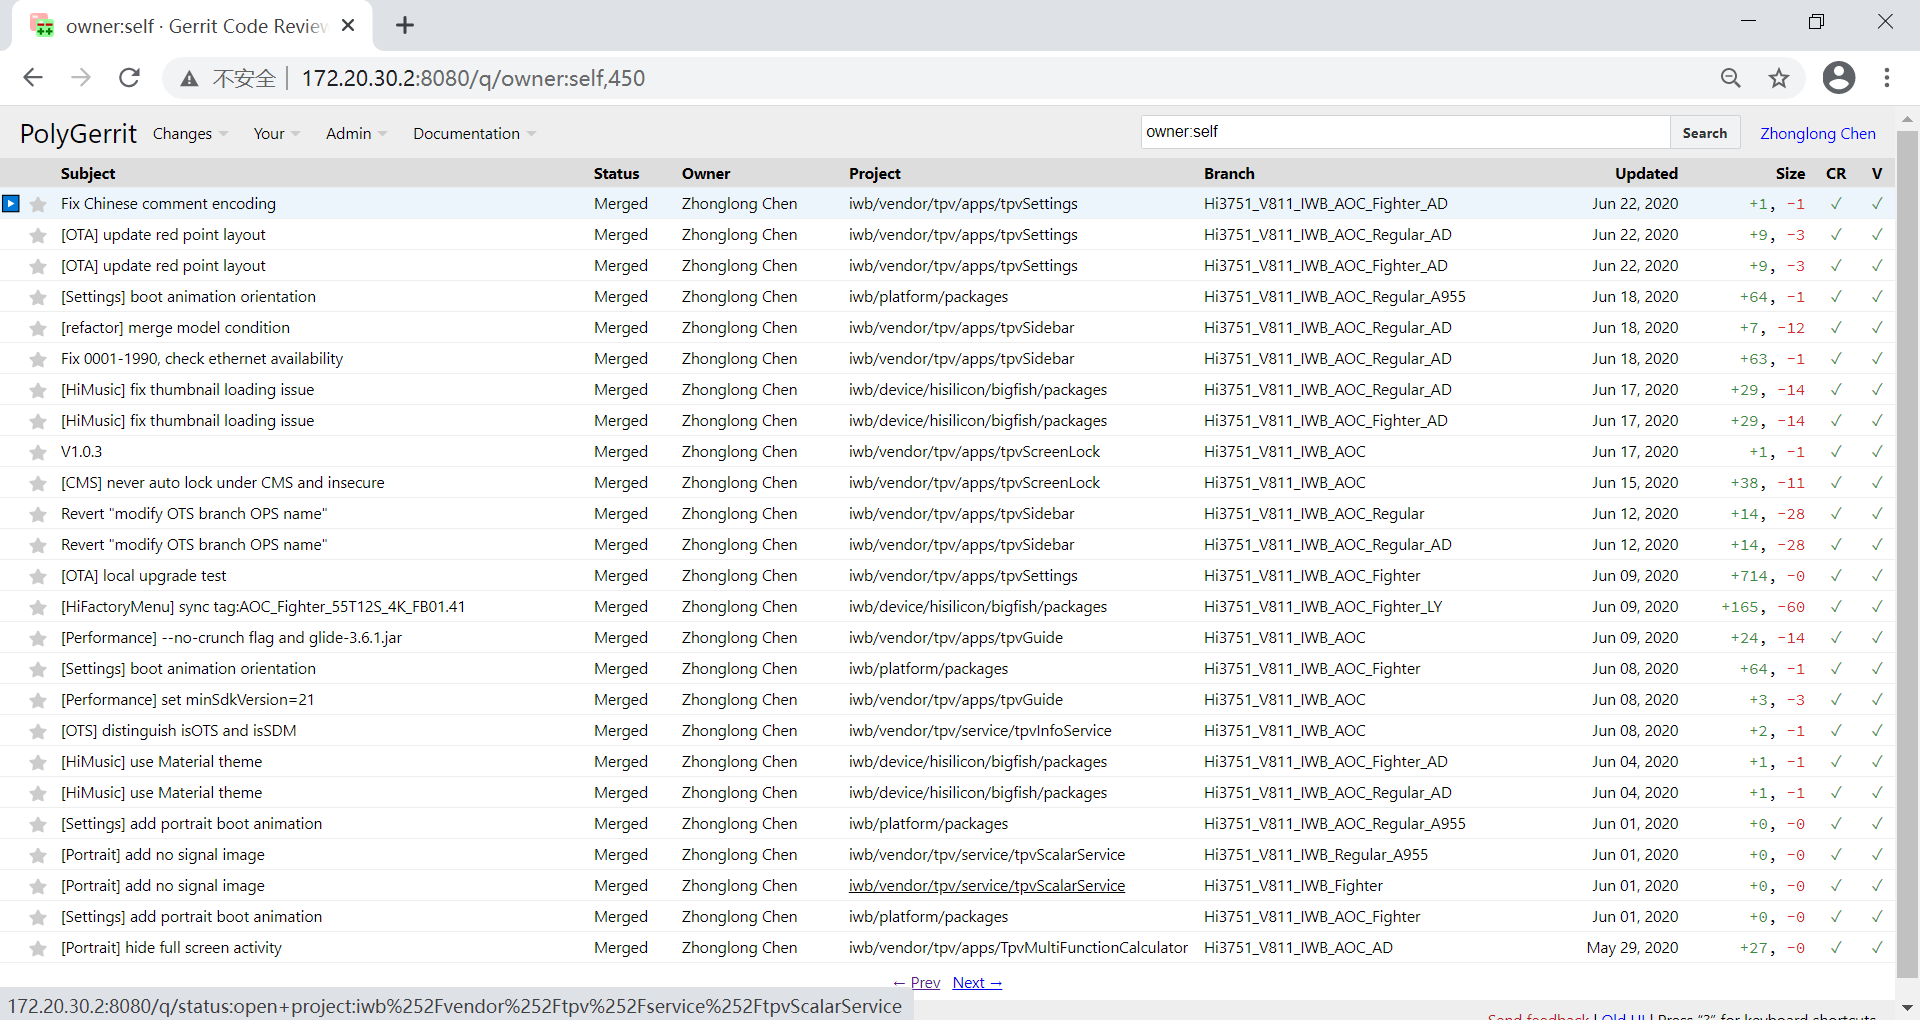 owner:self · Gerrit Code Review
不安全 172.20.30.2:8080/q/owner:self,450
PolyGerrit Changes Your Admin Documentation owner:self Search Zhonglong Chen
Subject Status Owner Project Branch Updated Size CR V
Fix Chinese comment encoding Merged Zhonglong Chen iwb/vendor/tpv/apps/tpvSettings Hi3751_V811_IWB_AOC_Fighter_AD Jun 22, 2020 +1, -1 ✓ ✓
[OTA] update red point layout Merged Zhonglong Chen iwb/vendor/tpv/apps/tpvSettings Hi3751_V811_IWB_AOC_Regular_AD Jun 22, 2020 +9, -3 ✓ ✓
[OTA] update red point layout Merged Zhonglong Chen iwb/vendor/tpv/apps/tpvSettings Hi3751_V811_IWB_AOC_Fighter_AD Jun 22, 2020 +9, -3 ✓ ✓
[Settings] boot animation orientation Merged Zhonglong Chen iwb/platform/packages Hi3751_V811_IWB_AOC_Regular_A955 Jun 18, 2020 +64, -1 ✓ ✓
[refactor] merge model condition Merged Zhonglong Chen iwb/vendor/tpv/apps/tpvSidebar Hi3751_V811_IWB_AOC_Regular_AD Jun 18, 2020 +7, -12 ✓ ✓
Fix 0001-1990, check ethernet availability Merged Zhonglong Chen iwb/vendor/tpv/apps/tpvSidebar Hi3751_V811_IWB_AOC_Regular_AD Jun 18, 2020 +63, -1 ✓ ✓
[HiMusic] fix thumbnail loading issue Merged Zhonglong Chen iwb/device/hisilicon/bigfish/packages Hi3751_V811_IWB_AOC_Regular_AD Jun 17, 2020 +29, -14 ✓ ✓
[HiMusic] fix thumbnail loading issue Merged Zhonglong Chen iwb/device/hisilicon/bigfish/packages Hi3751_V811_IWB_AOC_Fighter_AD Jun 17, 2020 +29, -14 ✓ ✓
V1.0.3 Merged Zhonglong Chen iwb/vendor/tpv/apps/tpvScreenLock Hi3751_V811_IWB_AOC Jun 17, 2020 +1, -1 ✓ ✓
[CMS] never auto lock under CMS and insecure Merged Zhonglong Chen iwb/vendor/tpv/apps/tpvScreenLock Hi3751_V811_IWB_AOC Jun 15, 2020 +38, -11 ✓ ✓
Revert "modify OTS branch OPS name" Merged Zhonglong Chen iwb/vendor/tpv/apps/tpvSidebar Hi3751_V811_IWB_AOC_Regular Jun 12, 2020 +14, -28 ✓ ✓
Revert "modify OTS branch OPS name" Merged Zhonglong Chen iwb/vendor/tpv/apps/tpvSidebar Hi3751_V811_IWB_AOC_Regular_AD Jun 12, 2020 +14, -28 ✓ ✓
[OTA] local upgrade test Merged Zhonglong Chen iwb/vendor/tpv/apps/tpvSettings Hi3751_V811_IWB_AOC_Fighter Jun 09, 2020 +714, -0 ✓ ✓
[HiFactoryMenu] sync tag:AOC_Fighter_55T12S_4K_FB01.41 Merged Zhonglong Chen iwb/device/hisilicon/bigfish/packages Hi3751_V811_IWB_AOC_Fighter_LY Jun 09, 2020 +165, -60 ✓ ✓
[Performance] --no-crunch flag and glide-3.6.1.jar Merged Zhonglong Chen iwb/vendor/tpv/apps/tpvGuide Hi3751_V811_IWB_AOC Jun 09, 2020 +24, -14 ✓ ✓
[Settings] boot animation orientation Merged Zhonglong Chen iwb/platform/packages Hi3751_V811_IWB_AOC_Fighter Jun 08, 2020 +64, -1 ✓ ✓
[Performance] set minSdkVersion=21 Merged Zhonglong Chen iwb/vendor/tpv/apps/tpvGuide Hi3751_V811_IWB_AOC Jun 08, 2020 +3, -3 ✓ ✓
[OTS] distinguish isOTS and isSDM Merged Zhonglong Chen iwb/vendor/tpv/service/tpvInfoService Hi3751_V811_IWB_AOC Jun 08, 2020 +2, -1 ✓ ✓
[HiMusic] use Material theme Merged Zhonglong Chen iwb/device/hisilicon/bigfish/packages Hi3751_V811_IWB_AOC_Fighter_AD Jun 04, 2020 +1, -1 ✓ ✓
[HiMusic] use Material theme Merged Zhonglong Chen iwb/device/hisilicon/bigfish/packages Hi3751_V811_IWB_AOC_Regular_AD Jun 04, 2020 +1, -1 ✓ ✓
[Settings] add portrait boot animation Merged Zhonglong Chen iwb/platform/packages Hi3751_V811_IWB_AOC_Regular_A955 Jun 01, 2020 +0, -0 ✓ ✓
[Portrait] add no signal image Merged Zhonglong Chen iwb/vendor/tpv/service/tpvScalarService Hi3751_V811_IWB_Regular_A955 Jun 01, 2020 +0, -0 ✓ ✓
[Portrait] add no signal image Merged Zhonglong Chen iwb/vendor/tpv/service/tpvScalarService Hi3751_V811_IWB_Fighter Jun 01, 2020 +0, -0 ✓ ✓
[Settings] add portrait boot animation Merged Zhonglong Chen iwb/platform/packages Hi3751_V811_IWB_AOC_Fighter Jun 01, 2020 +0, -0 ✓ ✓
[Portrait] hide full screen activity Merged Zhonglong Chen iwb/vendor/tpv/apps/TpvMultiFunctionCalculator Hi3751_V811_IWB_AOC_AD May 29, 2020 +27, -0 ✓ ✓
← Prev Next →
172.20.30.2:8080/q/status:open+project:iwb%252Fvendor%252Ftpv%252Fservice%252FtpvScalarService
Send feedback | Old UI | Press "?" for keyboard shortcuts